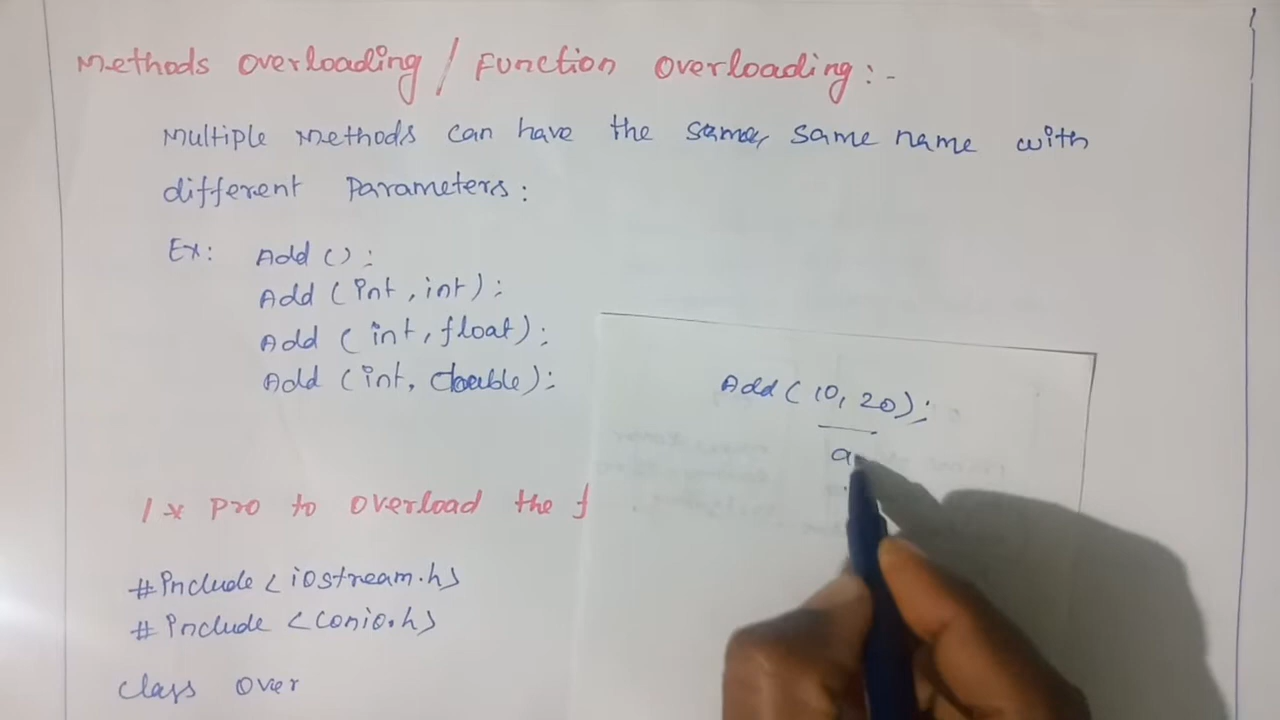 Methods overloading / Function overloading :-
Multiple Methods can have the same, same name with
different Parameters:
Ex: Add ();
Add (int, int);
Add (int, float);
Add (int, double);
Add (10, 20);
a
/* Pro to overload the f
#include <iostream.h>
#include <conio.h>
Class Over